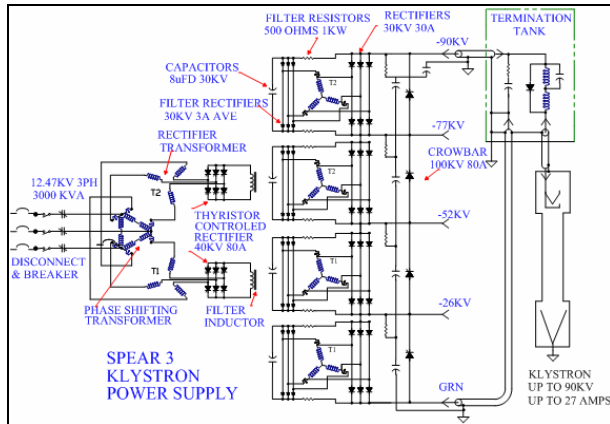 FILTER RESISTORS
500 OHMS 1KW
RECTIFIERS
30KV 30A
TERMINATION
TANK
-90KV
CAPACITORS
8uFD 30KV
T2
FILTER RECTIFIERS
30KV 3A AVE
RECTIFIER
TRANSFORMER
-77KV
CROWBAR
100KV 80A
12.47KV 3PH
3000 KVA
T2
T2
THYRISTOR
CONTROLED
RECTIFIER
40KV 80A
-52KV
DISCONNECT
& BREAKER
T1
T1
PHASE SHIFTING
TRANSFORMER
FILTER
INDUCTOR
-26KV
SPEAR 3
KLYSTRON
POWER SUPPLY
T1
GRN
KLYSTRON
UP TO 90KV
UP TO 27 AMPS